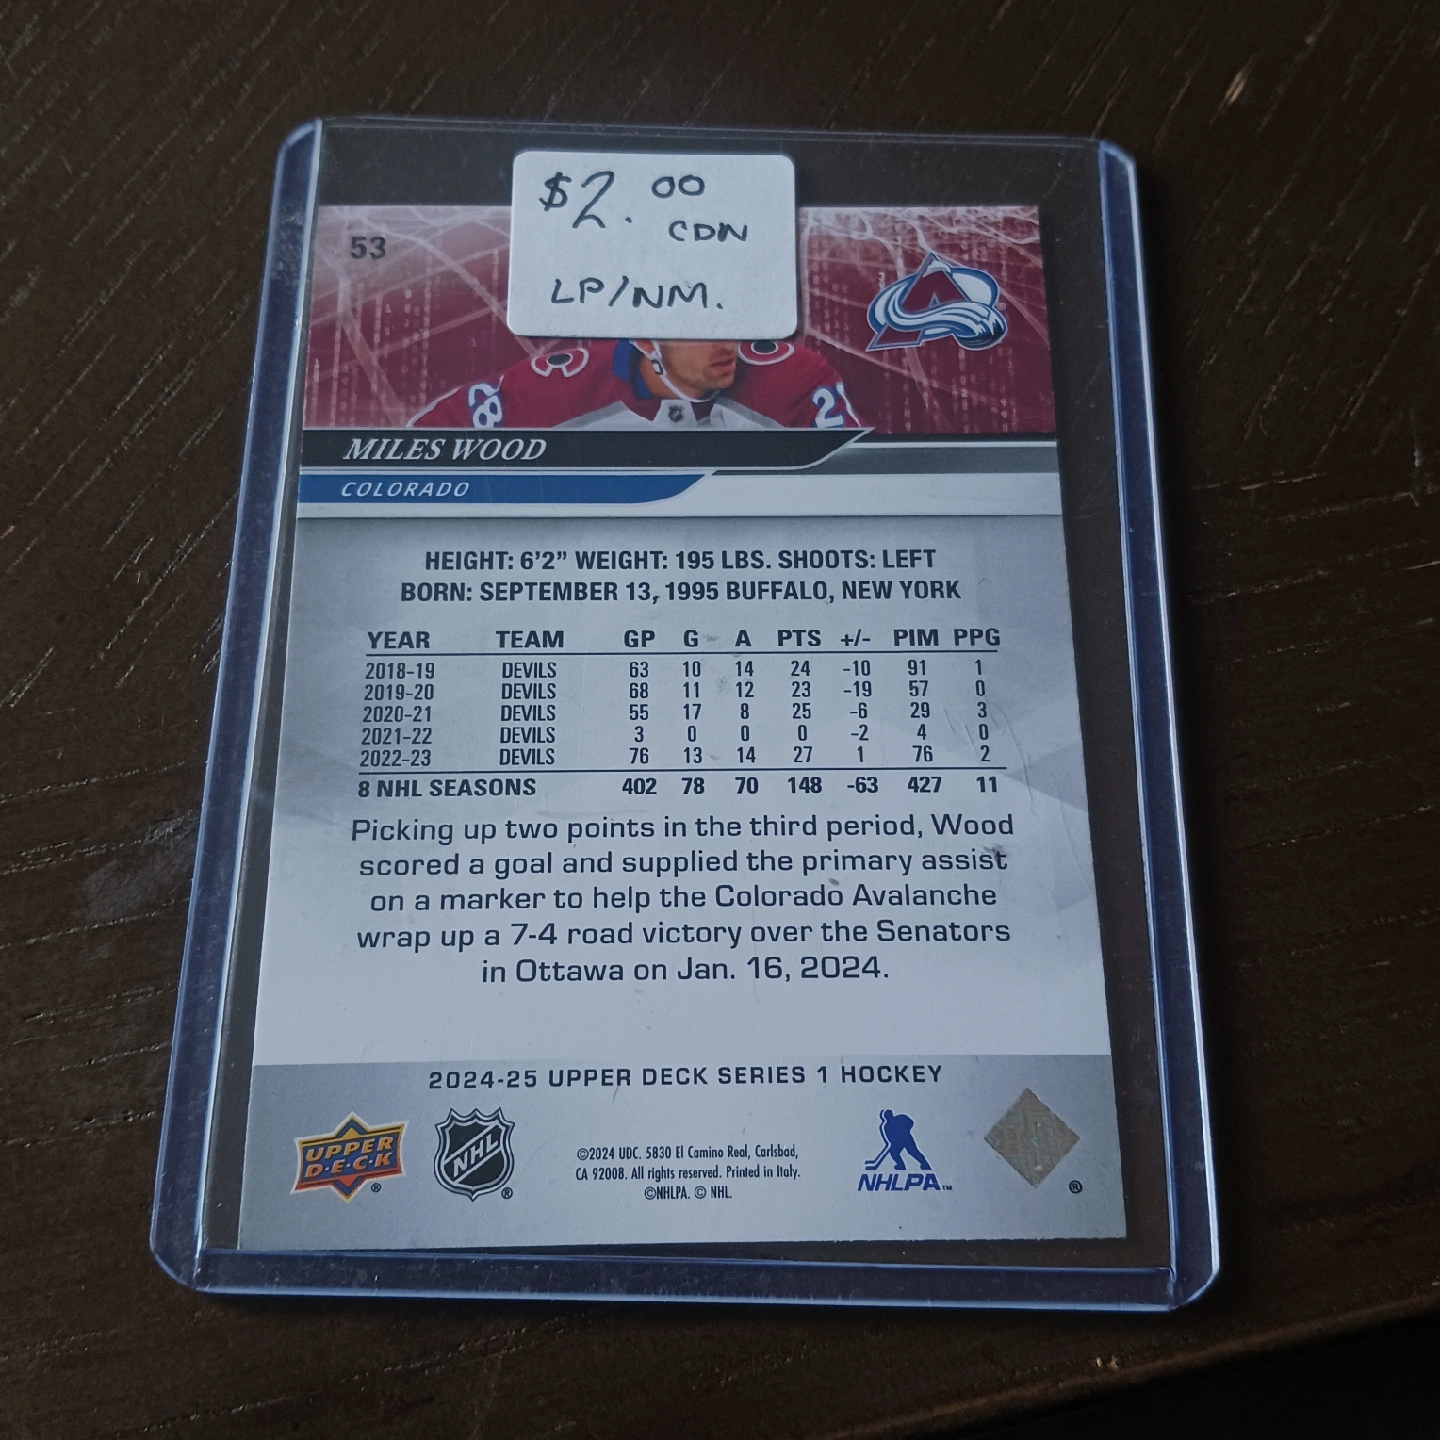 $2.00
CDN
LP/NM.
53
28
2
MILES WOOD
COLORADO
HEIGHT: 6'2" WEIGHT: 195 LBS. SHOOTS: LEFT
BORN: SEPTEMBER 13, 1995 BUFFALO, NEW YORK
YEAR TEAM GP G A PTS +/- PIM PPG
2018-19 DEVILS 63 10 14 24 -10 91 1
2019-20 DEVILS 68 11 12 23 -19 57 0
2020-21 DEVILS 55 17 8 25 -6 29 3
2021-22 DEVILS 3 0 0 0 -2 4 0
2022-23 DEVILS 76 13 14 27 1 76 2
8 NHL SEASONS 402 78 70 148 -63 427 11
Picking up two points in the third period, Wood
scored a goal and supplied the primary assist
on a marker to help the Colorado Avalanche
wrap up a 7-4 road victory over the Senators
in Ottawa on Jan. 16, 2024.
2024-25 UPPER DECK SERIES 1 HOCKEY
UPPER
D·E·C·K
®
NHL
®
©2024 UDC. 5830 El Camino Real, Carlsbad,
CA 92008. All rights reserved. Printed in Italy.
©NHLPA. © NHL.
NHLPA™
®